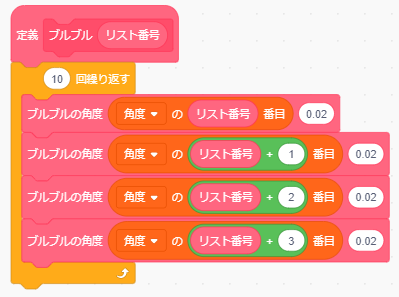 定義 ブルブル リスト番号
10 回繰り返す
ブルブルの角度 角度 の リスト番号 番目 0.02
ブルブルの角度 角度 の リスト番号 + 1 番目 0.02
ブルブルの角度 角度 の リスト番号 + 2 番目 0.02
ブルブルの角度 角度 の リスト番号 + 3 番目 0.02